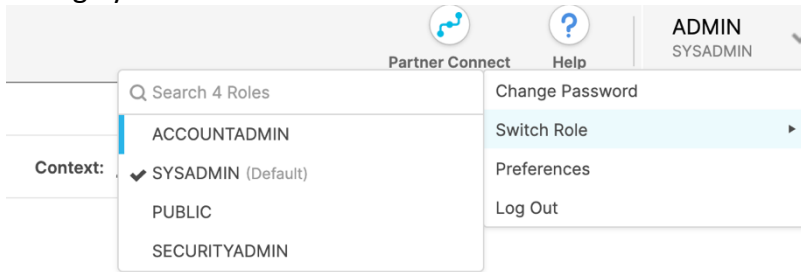 Partner Connect
Help
ADMIN
SYSADMIN
Search 4 Roles
ACCOUNTADMIN
SYSADMIN (Default)
PUBLIC
SECURITYADMIN
Change Password
Switch Role
Preferences
Log Out
Context: